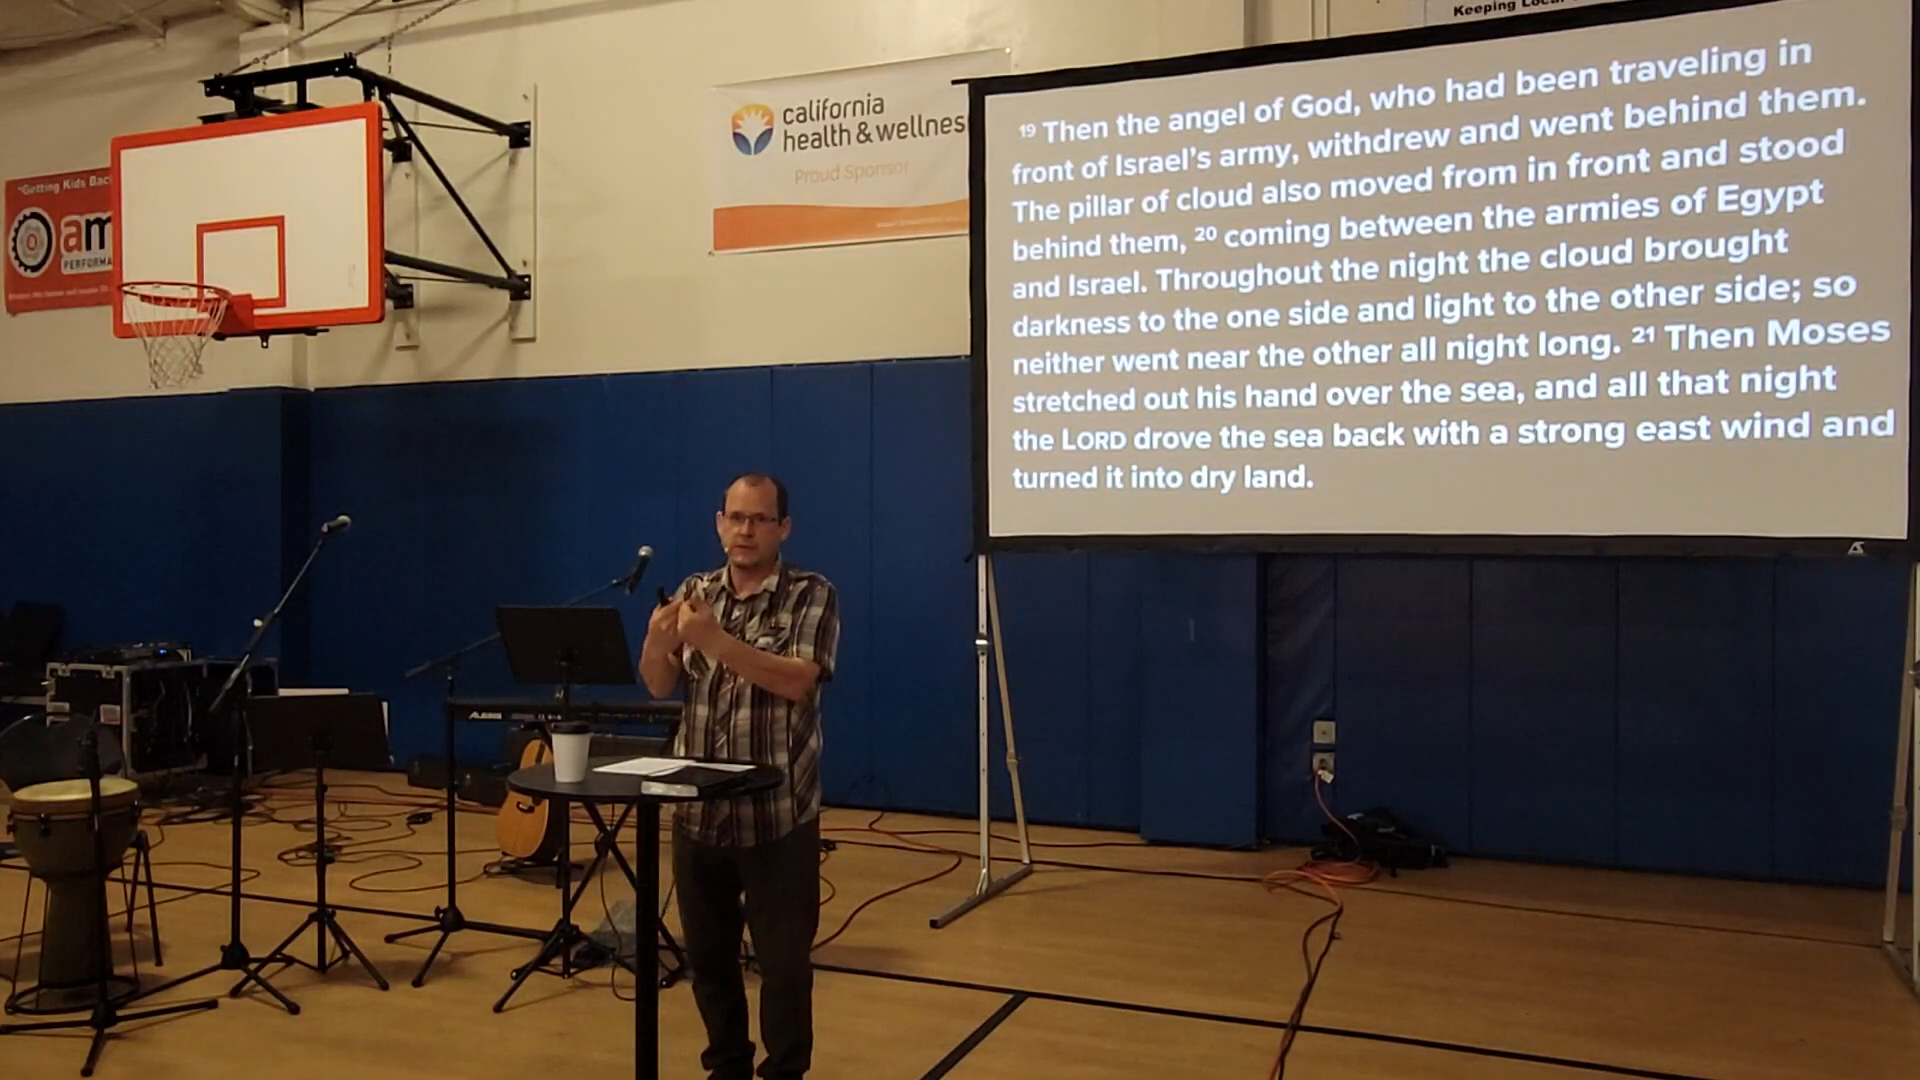 Keeping Local
"Getting Kids Bac
am
PERFORMA
california
health & wellnes
Proud Sponsor
19 Then the angel of God, who had been traveling in
front of Israel's army, withdrew and went behind them.
The pillar of cloud also moved from in front and stood
behind them, 20 coming between the armies of Egypt
and Israel. Throughout the night the cloud brought
darkness to the one side and light to the other side; so
neither went near the other all night long. 21 Then Moses
stretched out his hand over the sea, and all that night
the LORD drove the sea back with a strong east wind and
turned it into dry land.
ALESIS